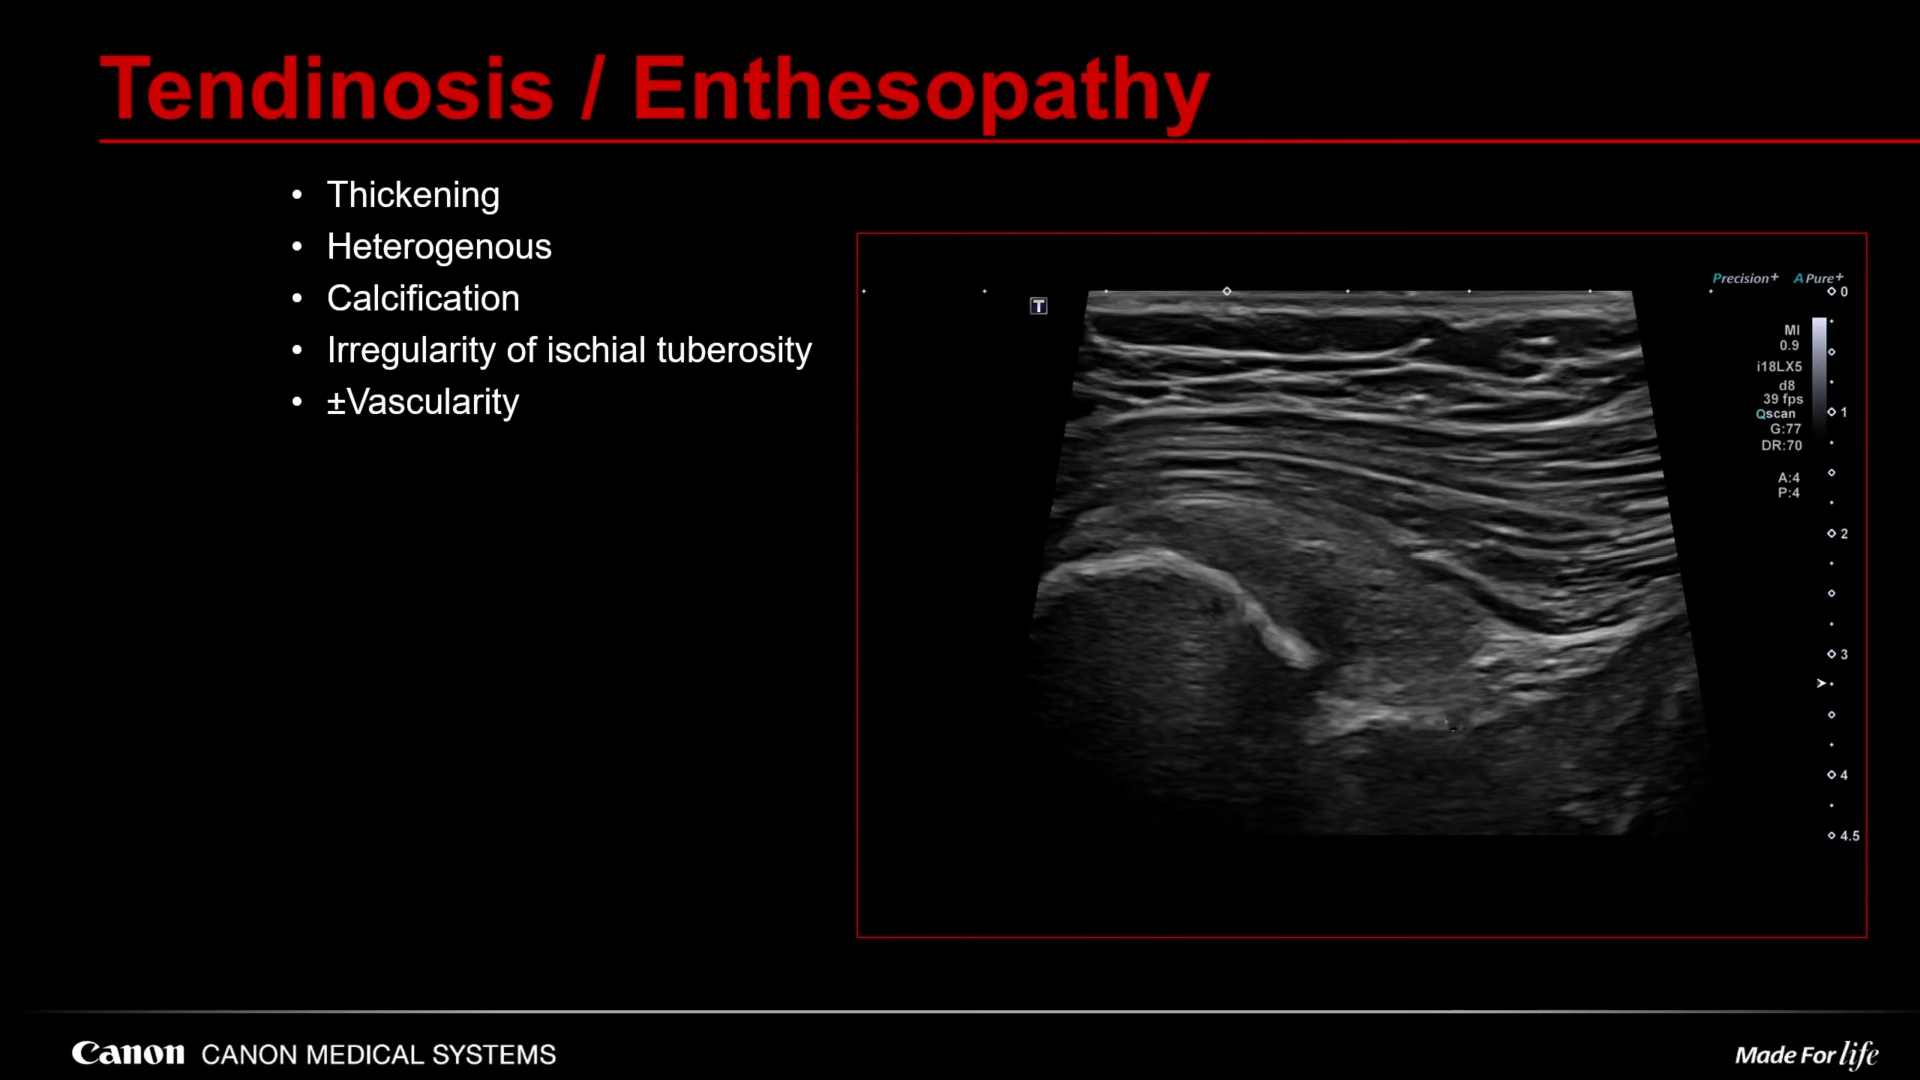 Tendinosis / Enthesopathy
• Thickening
• Heterogenous
• Calcification
• Irregularity of ischial tuberosity
• ±Vascularity
Precision+ APure+
T
0
MI
0.9
i18LX5
d8
39 fps
Qscan
1
G:77
DR:70
A:4
P:4
2
3
4
4.5
Canon CANON MEDICAL SYSTEMS
Made For life